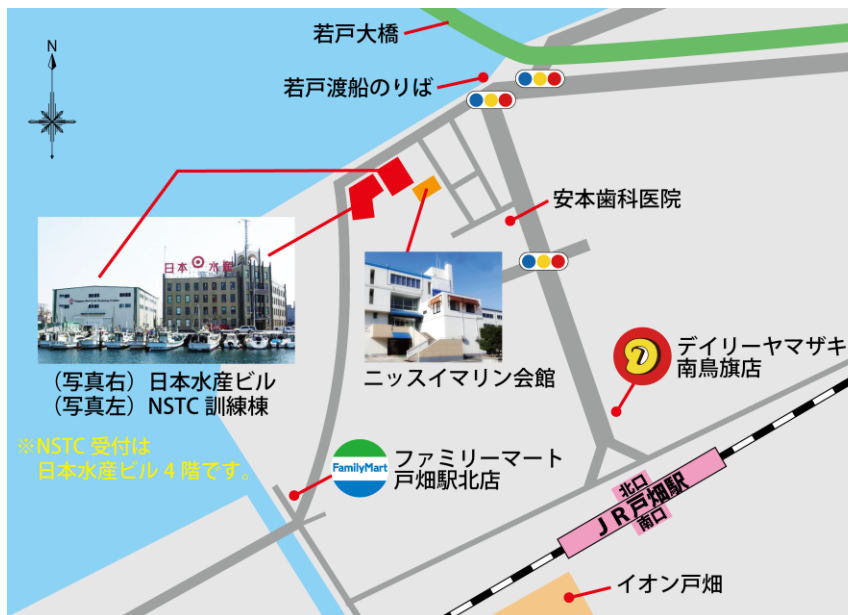 若戸大橋
N
若戸渡船のりば
安本歯科医院
日本水産
デイリーヤマザキ
南鳥旗店
ニッスイマリン会館
(写真右)日本水産ビル
(写真左)NSTC 訓練棟
※NSTC 受付は
日本水産ビル 4 階です。
FamilyMart
ファミリーマート
戸畑駅北店
北口
JR戸畑駅
南口
イオン戸畑